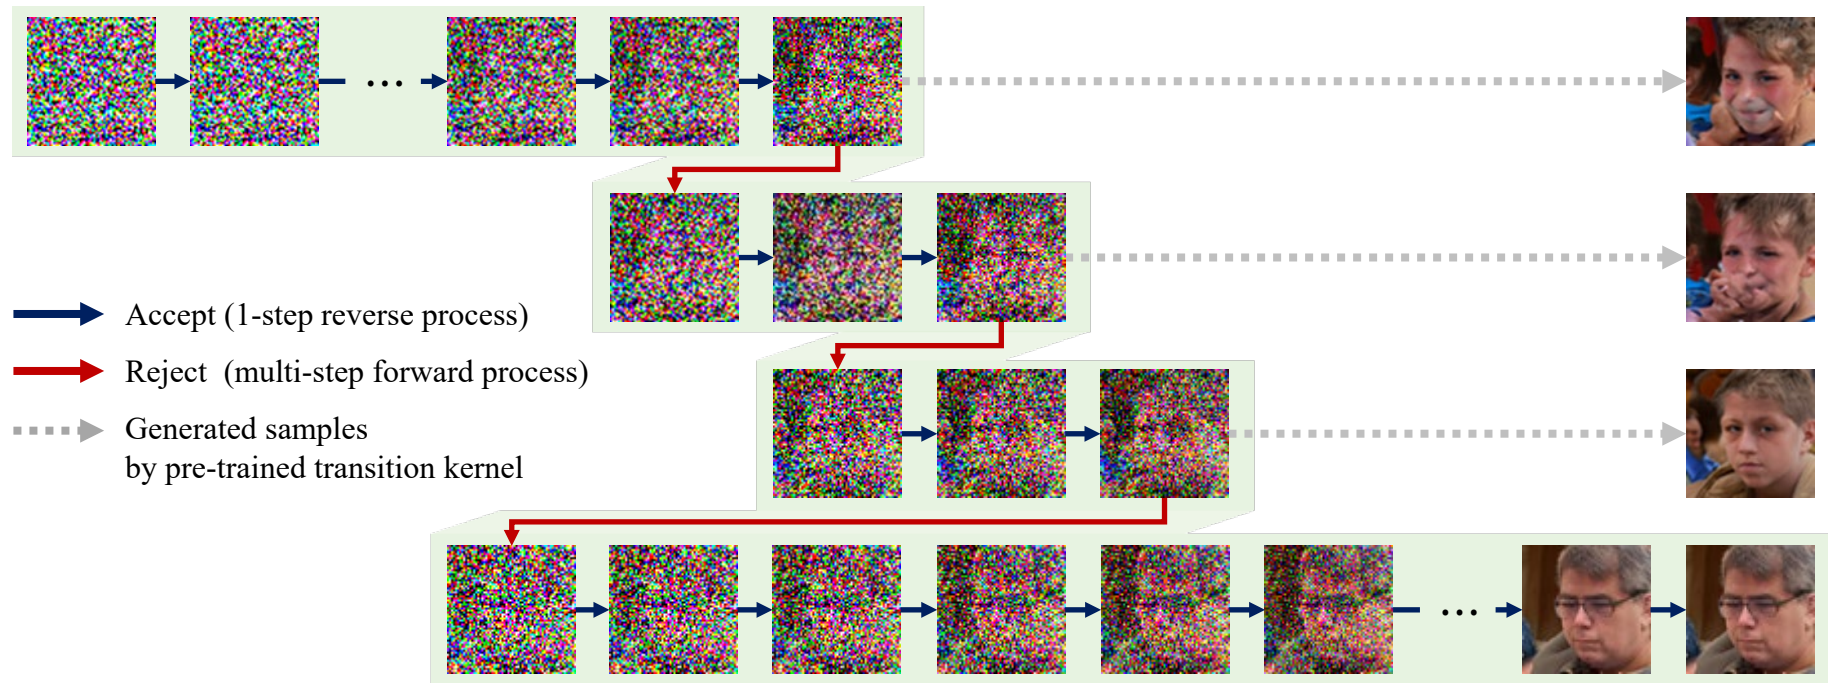 ...
Accept (1-step reverse process)
Reject (multi-step forward process)
Generated samples
by pre-trained transition kernel
...